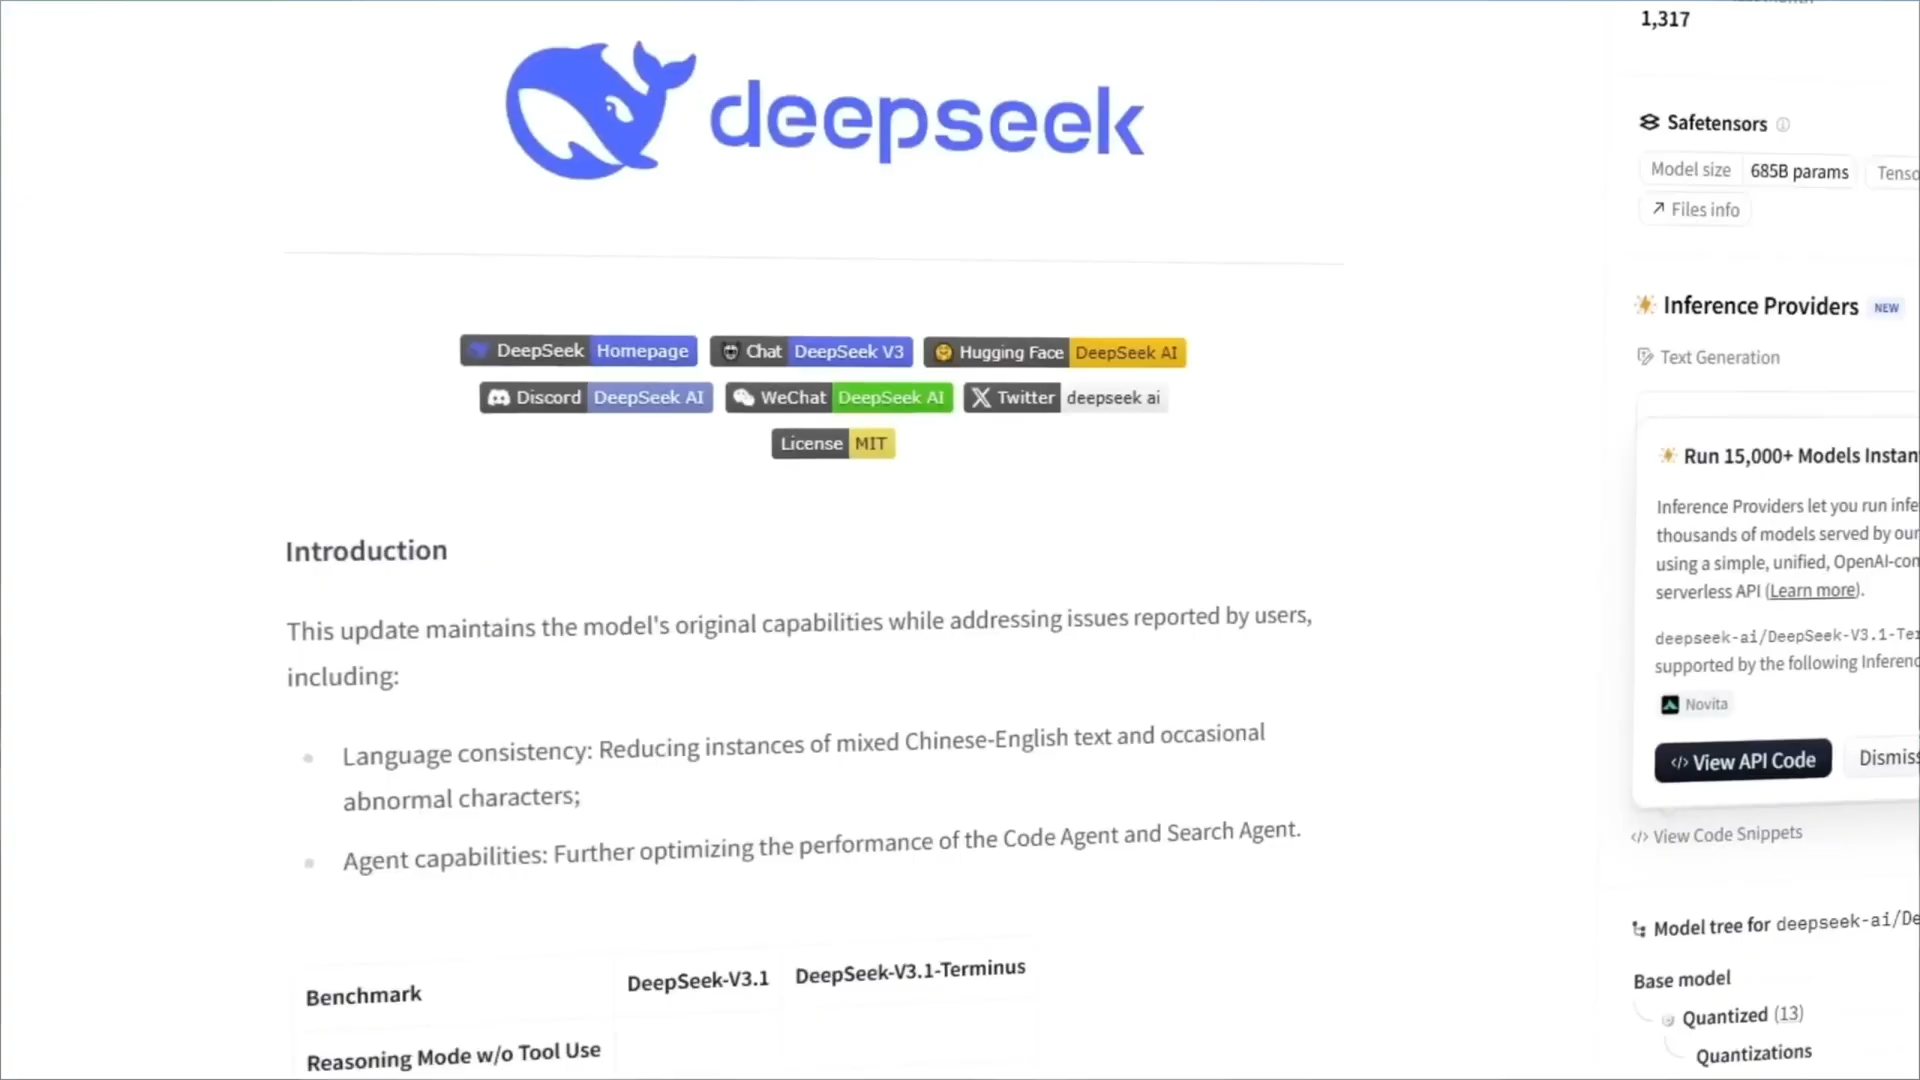 deepseek
DeepSeek Homepage
Chat DeepSeek V3
Hugging Face DeepSeek AI
Discord DeepSeek AI
WeChat DeepSeek AI
Twitter deepseek ai
License MIT
Introduction
This update maintains the model's original capabilities while addressing issues reported by users,
including:
Language consistency: Reducing instances of mixed Chinese-English text and occasional
abnormal characters;
Agent capabilities: Further optimizing the performance of the Code Agent and Search Agent.
Benchmark DeepSeek-V3.1 DeepSeek-V3.1-Terminus
Reasoning Mode w/o Tool Use
1,317
Safetensors
Model size 685B params
Files info
Inference Providers NEW
Text Generation
Run 15,000+ Models
Inference Providers let you run
thousands of models served by
using a simple, unified,
serverless API (Learn more).
supported by the following
Novita
</> View API Code
</> View Code Snippets
Model tree for
Base model
Quantized (13)
Quantizations